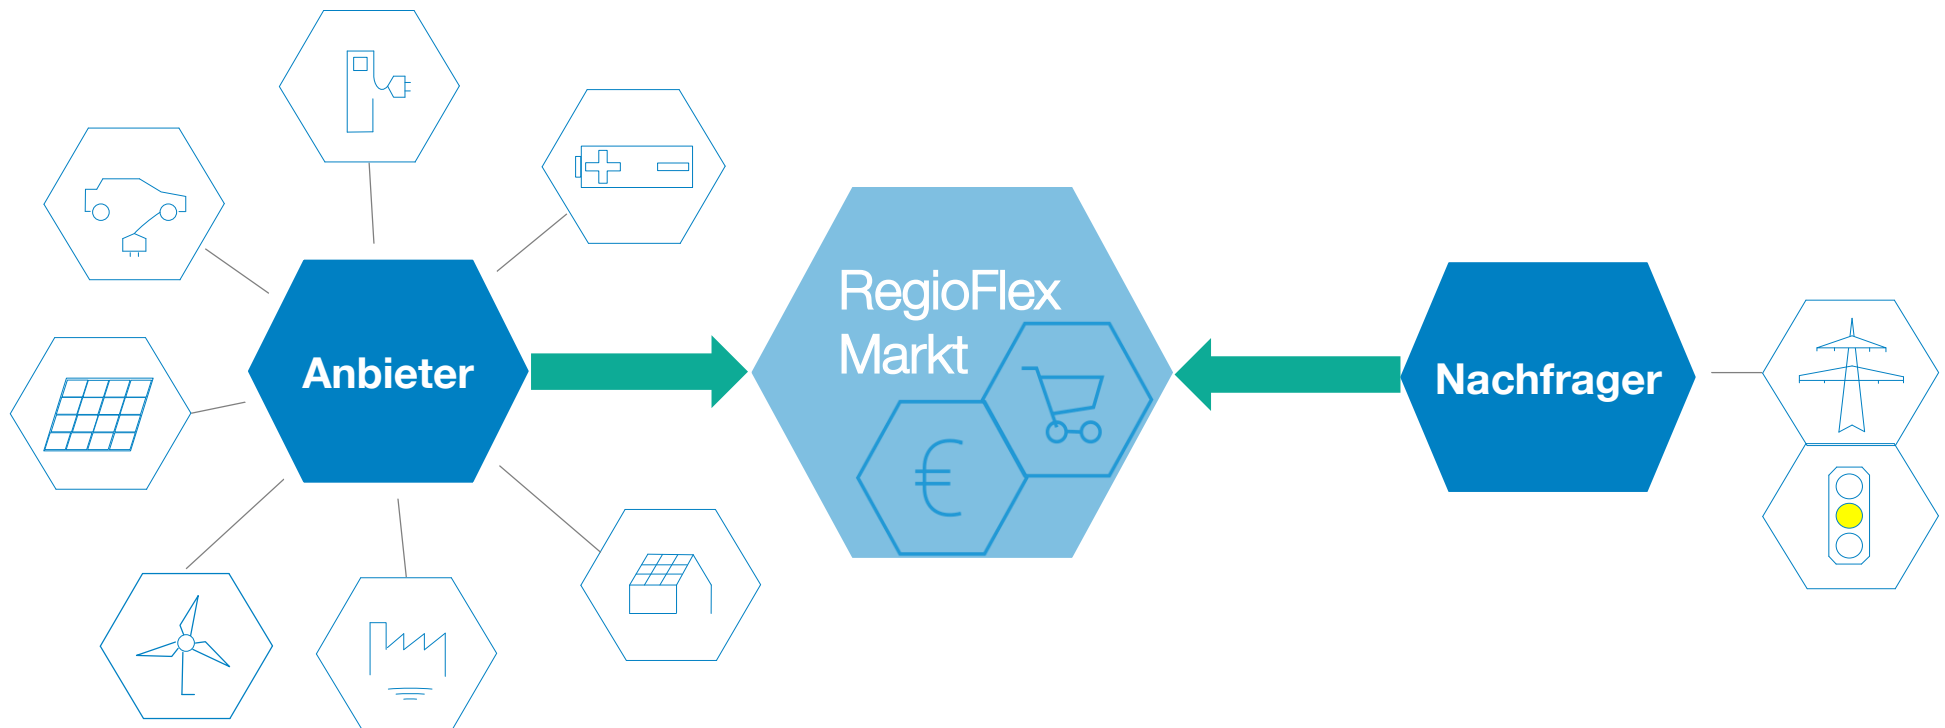 RegioFlex
Markt
Anbieter
Nachfrager
€